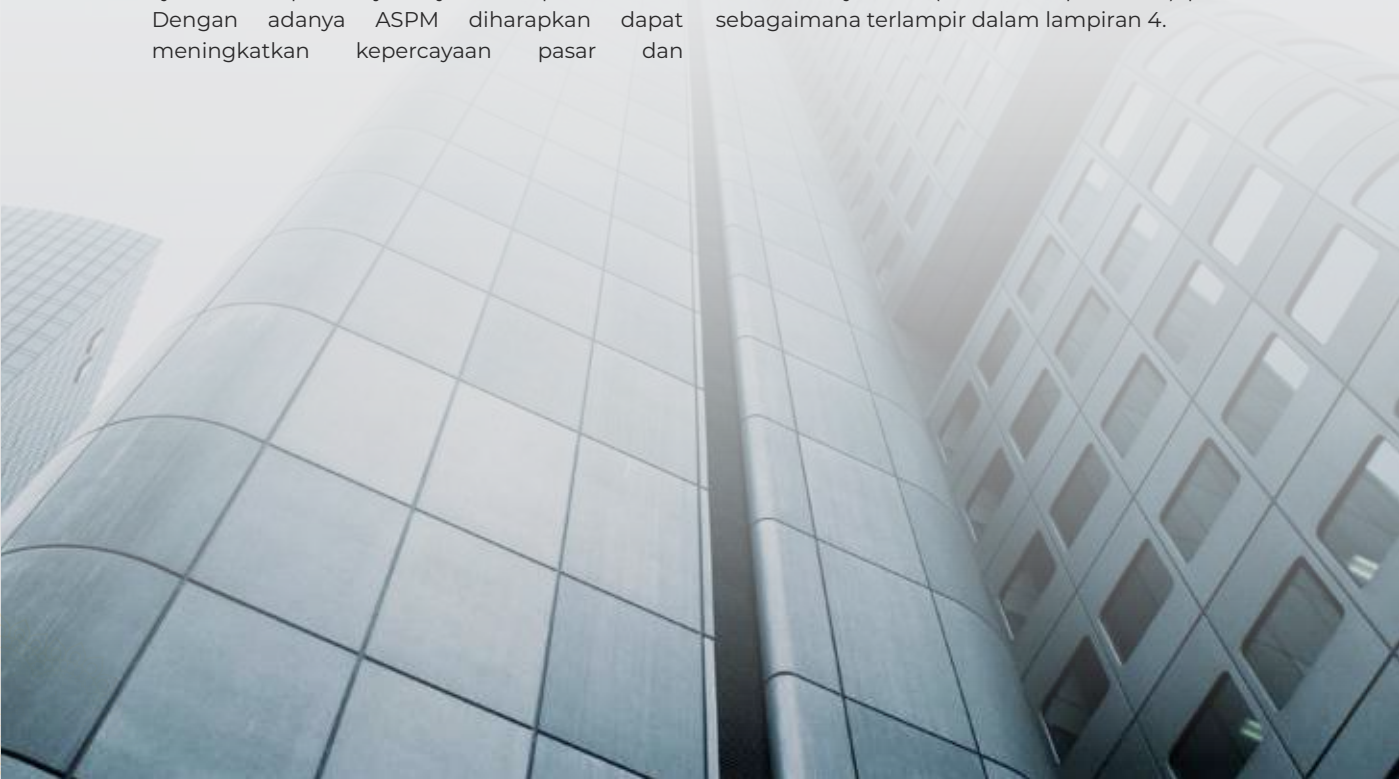 Dengan adanya ASPM diharapkan dapat
meningkatkan kepercayaan pasar dan
sebagaimana terlampir dalam lampiran 4.